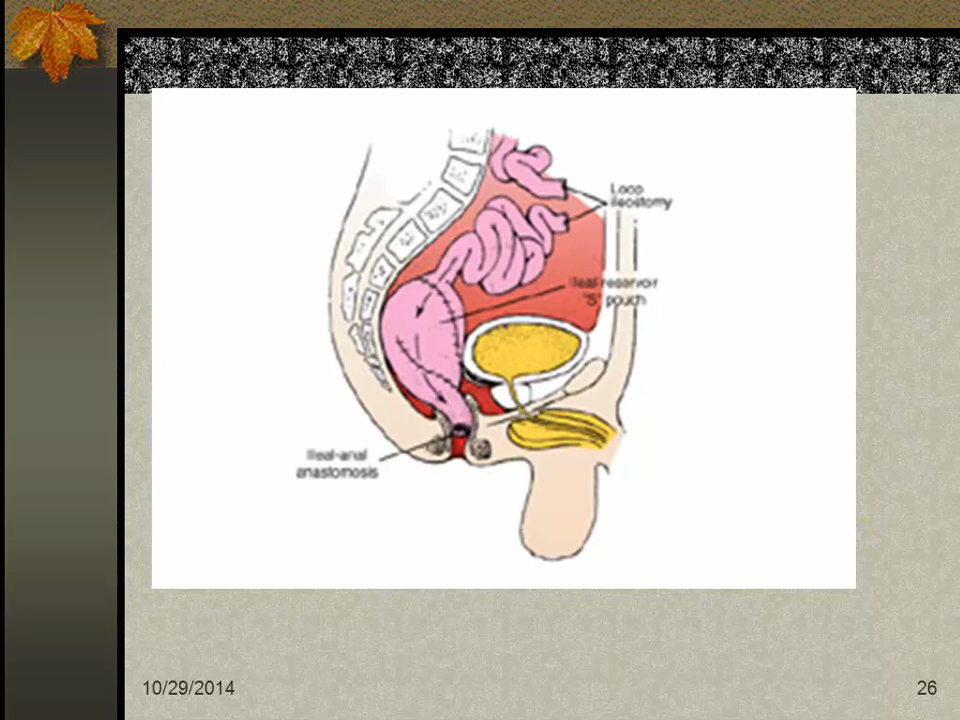 Loop
ileostomy
Ileal reservoir
"S" pouch
Ileal-anal
anastomosis
10/29/2014
26